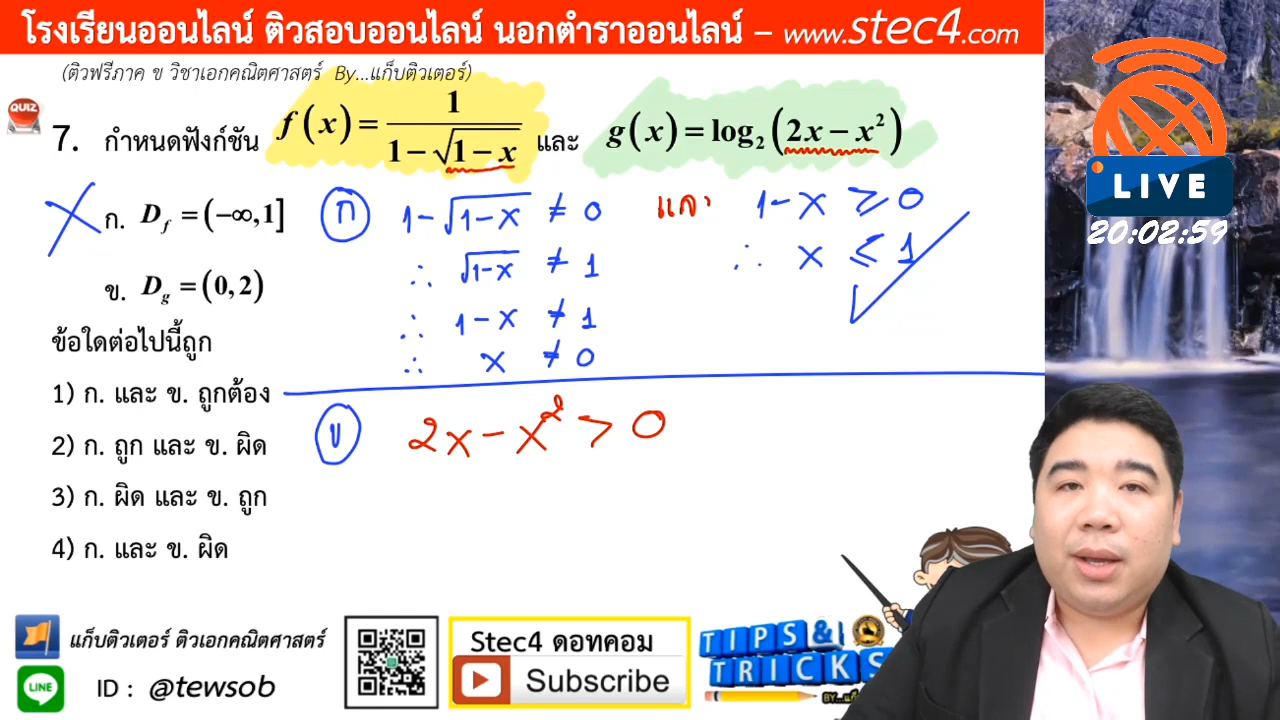 โรงเรียนออนไลน์ ติวสอบออนไลน์ นอกตำราออนไลน์ – www.stec4.com
(ติวฟรีภาค ข วิชาเอกคณิตศาสตร์ By...แก็บติวเตอร์)
QUIZ
7. กำหนดฟังก์ชัน f(x) = 1 / (1 − √(1 − x)) และ g(x) = log₂(2x − x²)
ก. D_f = (−∞,1]
ข. D_g = (0,2)
ข้อใดต่อไปนี้ถูก
1) ก. และ ข. ถูกต้อง
2) ก. ถูก และ ข. ผิด
3) ก. ผิด และ ข. ถูก
4) ก. และ ข. ผิด
ก 1 − √(1−x) ≠ 0 และ 1 − x ≥ 0
∴ √(1−x) ≠ 1 ∴ x ≤ 1
∴ 1 − x ≠ 1
∴ x ≠ 0
ข 2x − x² > 0
LIVE
20:02:59
แก็บติวเตอร์ ติวเอกคณิตศาสตร์
LINE ID : @tewsob
Stec4 ดอทคอม
Subscribe
TIPS &
TRICKS